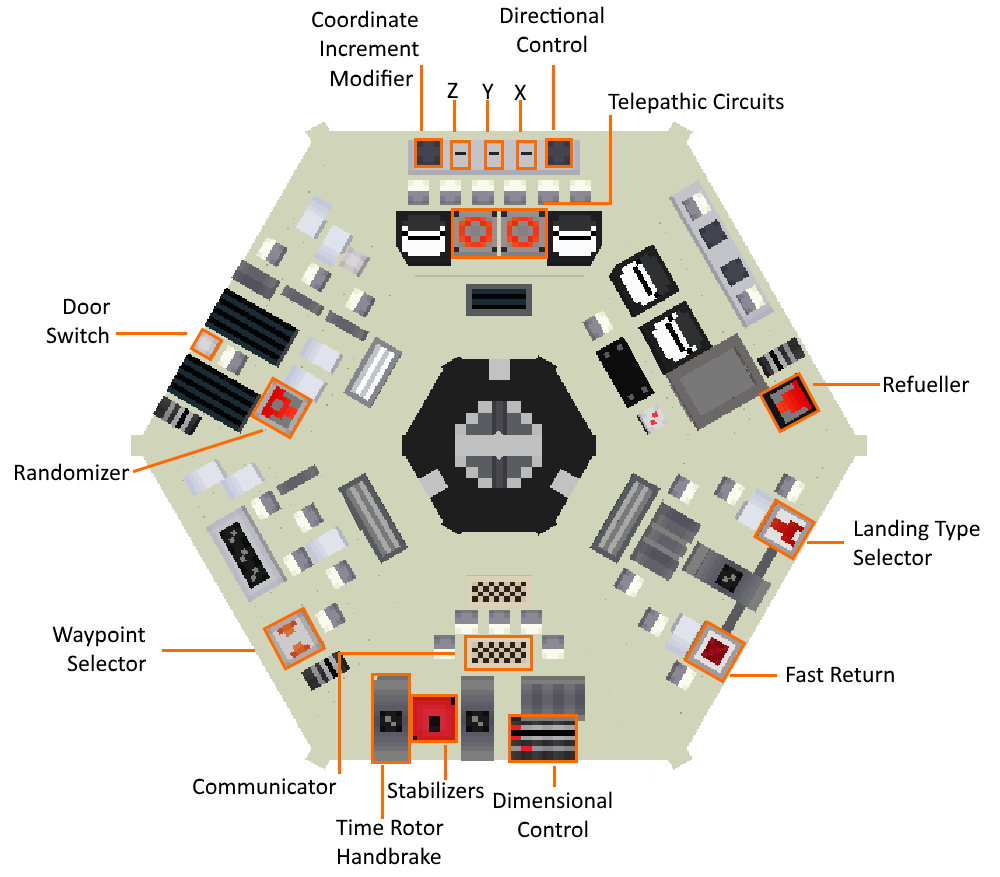 Coordinate
Increment
Modifier
Directional
Control
Z
Y
X
Telepathic Circuits
Door
Switch
Refueller
Randomizer
Landing Type
Selector
Waypoint
Selector
Fast Return
Communicator
Stabilizers
Dimensional
Control
Time Rotor
Handbrake